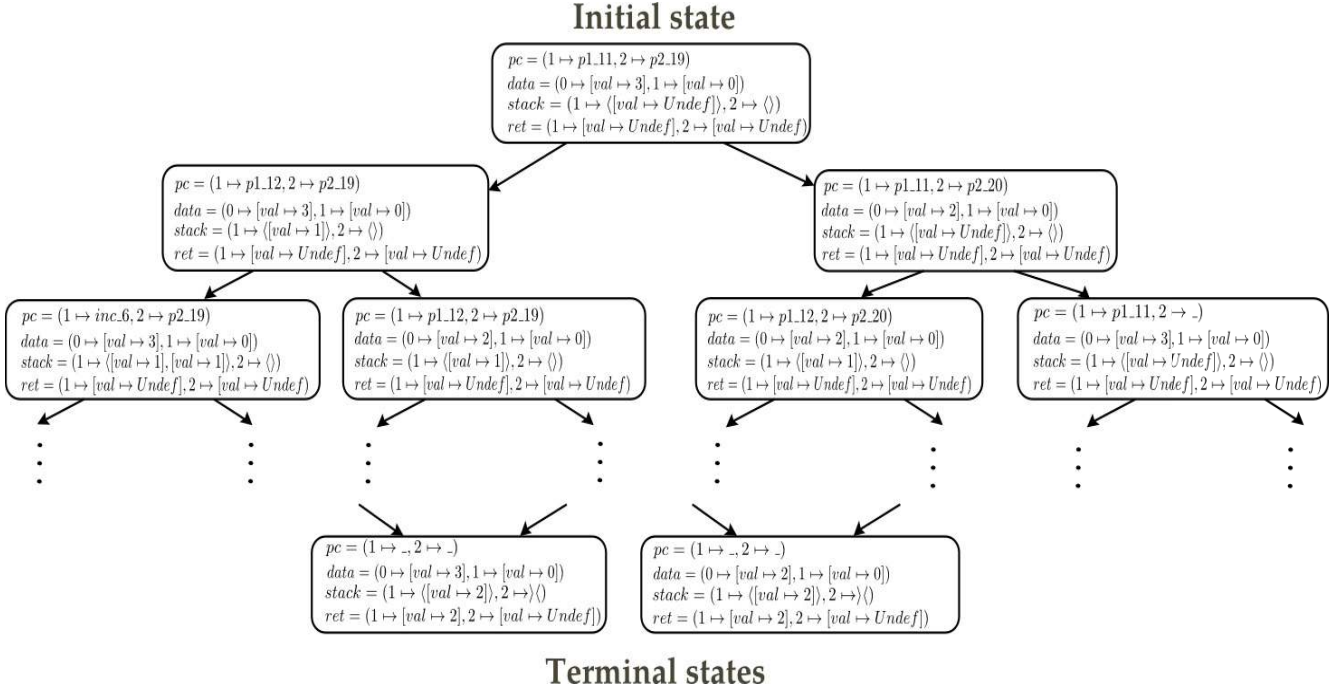 Initial state
pc = (1 ↦ p1_11, 2 ↦ p2_19)
data = (0 ↦ [val ↦ 3], 1 ↦ [val ↦ 0])
stack = (1 ↦ ⟨[val ↦ Undef]⟩, 2 ↦ ⟨⟩)
ret = (1 ↦ [val ↦ Undef], 2 ↦ [val ↦ Undef)
pc = (1 ↦ p1_12, 2 ↦ p2_19)
data = (0 ↦ [val ↦ 3], 1 ↦ [val ↦ 0])
stack = (1 ↦ ⟨[val ↦ 1]⟩, 2 ↦ ⟨⟩)
ret = (1 ↦ [val ↦ Undef], 2 ↦ [val ↦ Undef)
pc = (1 ↦ p1_11, 2 ↦ p2_20)
data = (0 ↦ [val ↦ 2], 1 ↦ [val ↦ 0])
stack = (1 ↦ ⟨[val ↦ Undef]⟩, 2 ↦ ⟨⟩)
ret = (1 ↦ [val ↦ Undef], 2 ↦ [val ↦ Undef)
pc = (1 ↦ inc_6, 2 ↦ p2_19)
data = (0 ↦ [val ↦ 3], 1 ↦ [val ↦ 0])
stack = (1 ↦ ⟨[val ↦ 1], [val ↦ 1]⟩, 2 ↦ ⟨⟩)
ret = (1 ↦ [val ↦ Undef], 2 ↦ [val ↦ Undef)
pc = (1 ↦ p1_12, 2 ↦ p2_19)
data = (0 ↦ [val ↦ 2], 1 ↦ [val ↦ 0])
stack = (1 ↦ ⟨[val ↦ 1]⟩, 2 ↦ ⟨⟩)
ret = (1 ↦ [val ↦ Undef], 2 ↦ [val ↦ Undef)
pc = (1 ↦ p1_12, 2 ↦ p2_20)
data = (0 ↦ [val ↦ 2], 1 ↦ [val ↦ 0])
stack = (1 ↦ ⟨[val ↦ 1]⟩, 2 ↦ ⟨⟩)
ret = (1 ↦ [val ↦ Undef], 2 ↦ [val ↦ Undef)
pc = (1 ↦ p1_11, 2 → _)
data = (0 ↦ [val ↦ 3], 1 ↦ [val ↦ 0])
stack = (1 ↦ ⟨[val ↦ Undef]⟩, 2 ↦ ⟨⟩)
ret = (1 ↦ [val ↦ Undef], 2 ↦ [val ↦ Undef)
pc = (1 ↦ _, 2 ↦ _)
data = (0 ↦ [val ↦ 3], 1 ↦ [val ↦ 0])
stack = (1 ↦ ⟨[val ↦ 2]⟩, 2 ↦⟩⟨)
ret = (1 ↦ [val ↦ 2], 2 ↦ [val ↦ Undef])
pc = (1 ↦ _, 2 ↦ _)
data = (0 ↦ [val ↦ 2], 1 ↦ [val ↦ 0])
stack = (1 ↦ ⟨[val ↦ 2]⟩, 2 ↦⟩⟨)
ret = (1 ↦ [val ↦ 2], 2 ↦ [val ↦ Undef])
Terminal states